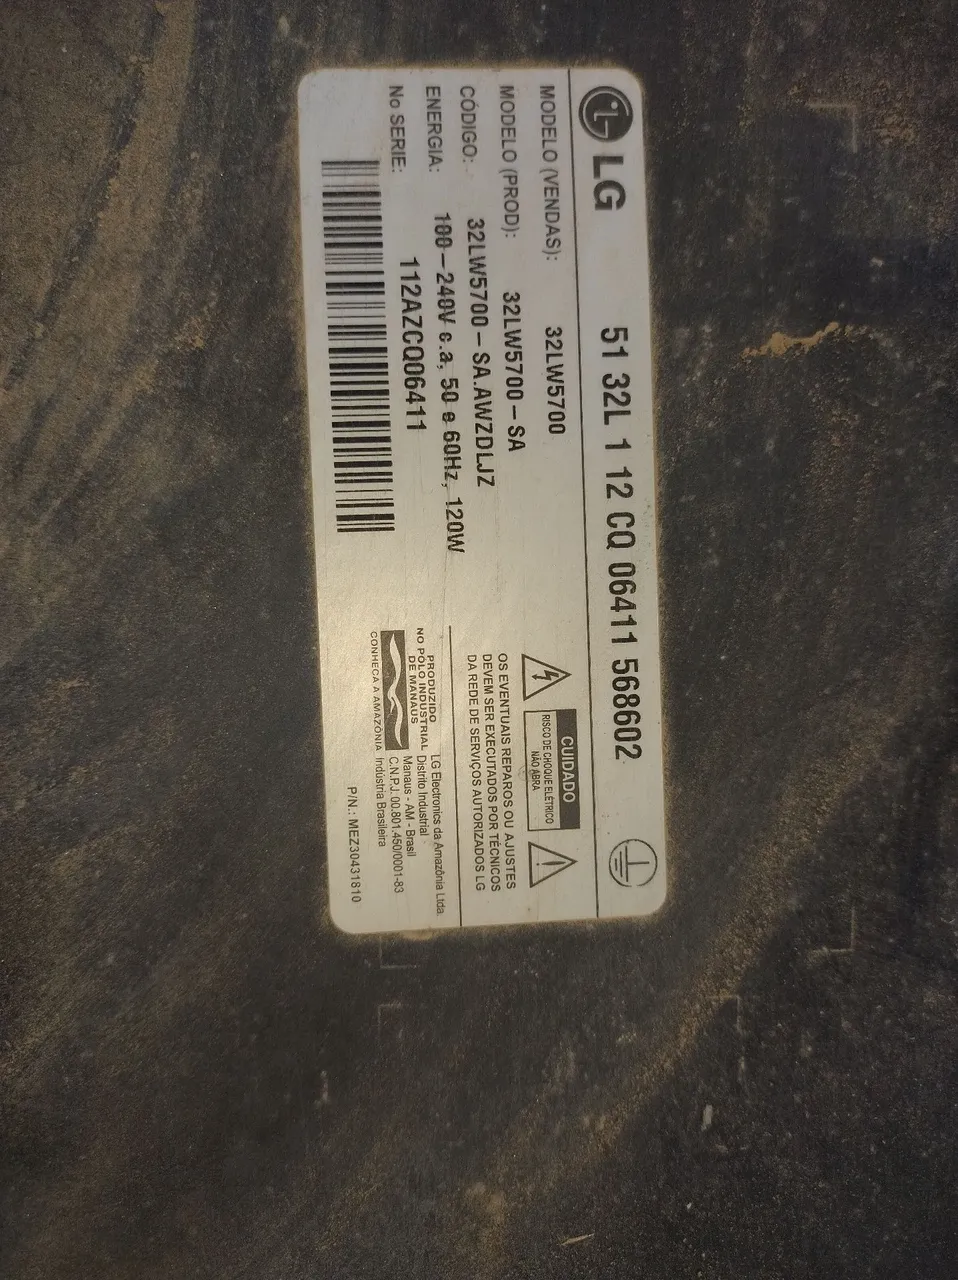 LG 51 32L 1 12 CQ 06411 568602
MODELO (VENDAS): 32LW5700
MODELO (PROD): 32LW5700-SA
CÓDIGO: 32LW5700-SA.AWZDLJZ
ENERGIA: 100-240V c.a, 50 e 60Hz, 120W
No SERIE: 112AZCQ06411
CUIDADO
RISCO DE CHOQUE ELÉTRICO
NÃO ABRA
OS EVENTUAIS REPAROS OU AJUSTES
DEVEM SER EXECUTADOS POR TÉCNICOS
DA REDE DE SERVIÇOS AUTORIZADOS LG
PRODUZIDO
NO PÓLO INDUSTRIAL
DE MANAUS
CONHEÇA A AMAZÔNIA
LG Electronics da Amazônia Ltda.
Distrito Industrial
Manaus - AM - Brasil
C.N.P.J. 00.801.450/0001-83
Indústria Brasileira
P/N.: MEZ30431810